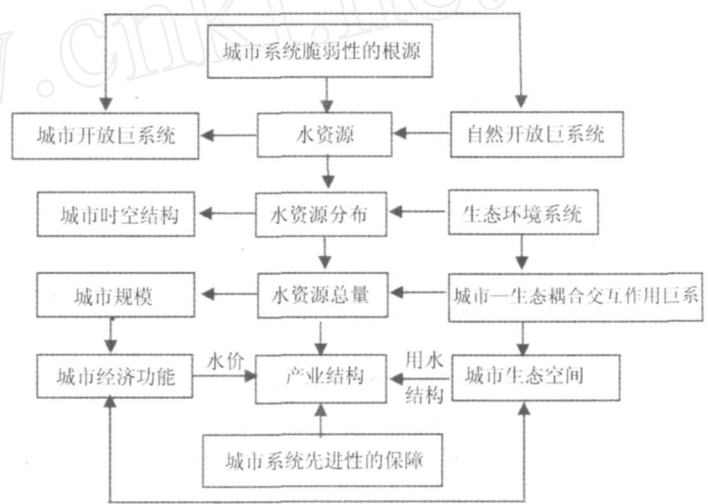 城市系统脆弱性的根源
城市开放巨系统
水资源
自然开放巨系统
城市时空结构
水资源分布
生态环境系统
城市规模
水资源总量
城市—生态耦合交互作用巨系
城市经济功能
水价
产业结构
用水
结构
城市生态空间
城市系统先进性的保障